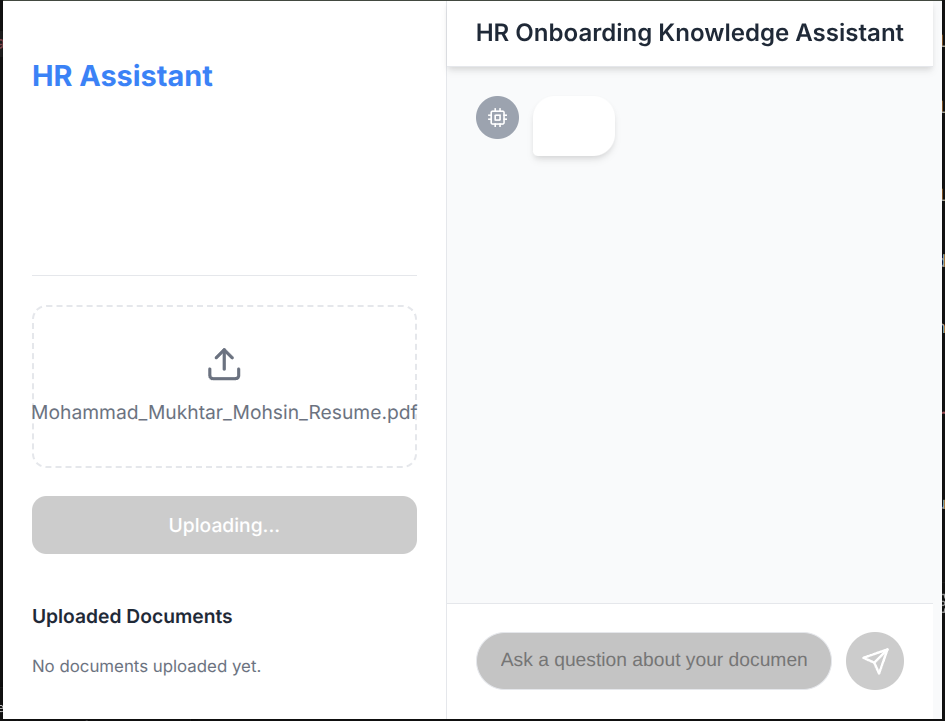 HR Assistant
Mohammad_Mukhtar_Mohsin_Resume.pdf
Uploading...
Uploaded Documents
No documents uploaded yet.
HR Onboarding Knowledge Assistant
Ask a question about your documen